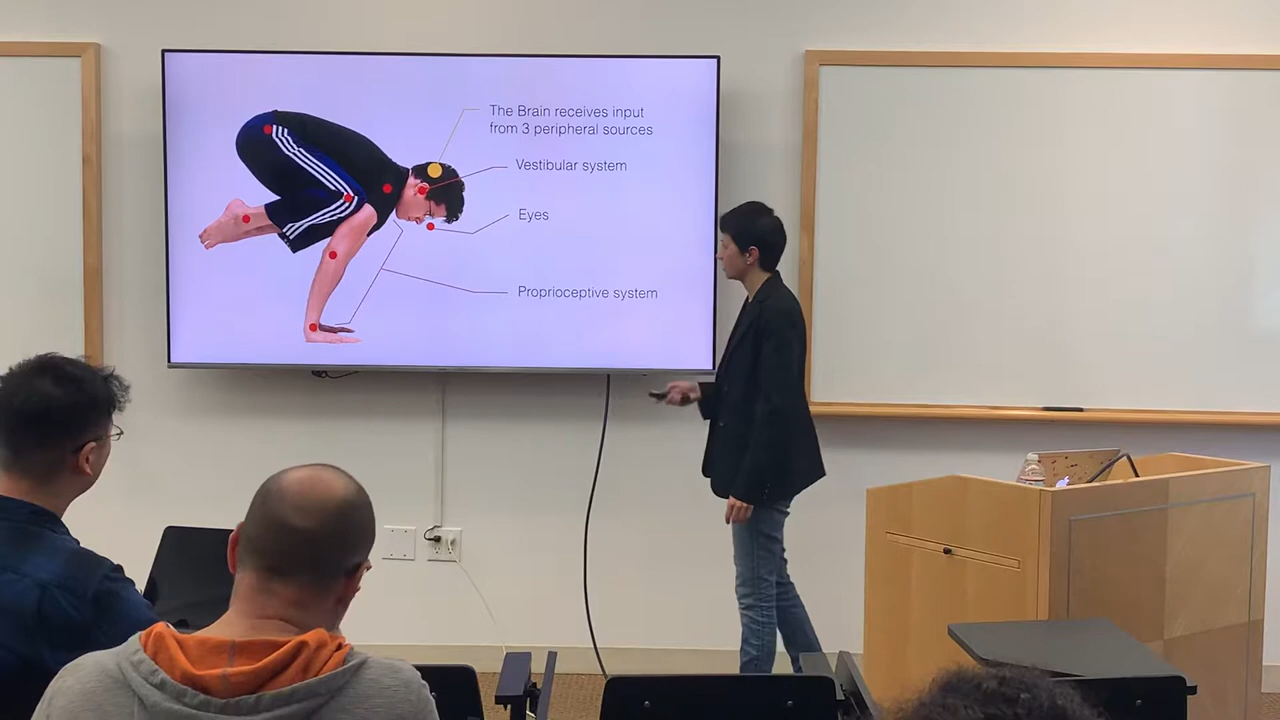 The Brain receives input
from 3 peripheral sources
Vestibular system
Eyes
Proprioceptive system